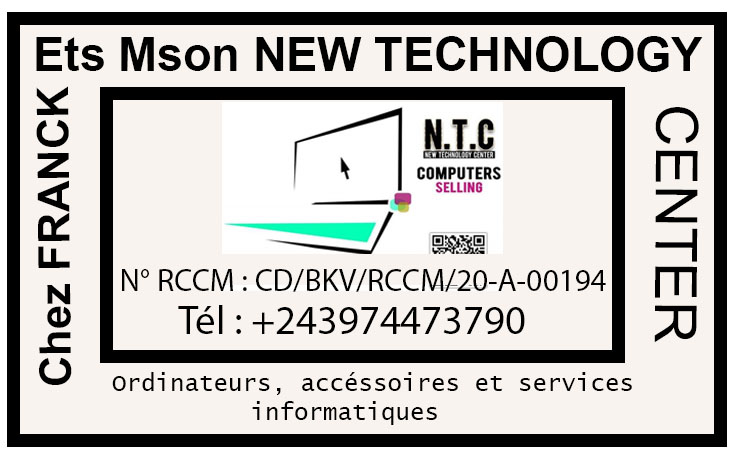 Ets Mson NEW TECHNOLOGY
CENTER
Chez FRANCK
N.T.C
NEW TECHNOLOGY CENTER
COMPUTERS
SELLING
N° RCCM : CD/BKV/RCCM/20-A-00194
Tél : +243974473790
Ordinateurs, accéssoires et services
informatiques